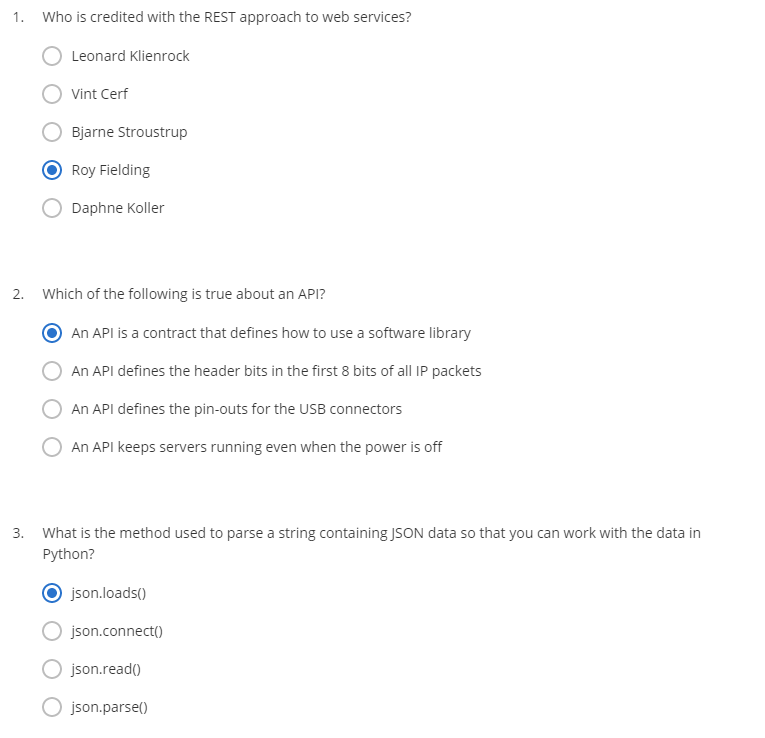 1. Who is credited with the REST approach to web services?
Leonard Klienrock
Vint Cerf
Bjarne Stroustrup
Roy Fielding
Daphne Koller
2. Which of the following is true about an API?
An API is a contract that defines how to use a software library
An API defines the header bits in the first 8 bits of all IP packets
An API defines the pin-outs for the USB connectors
An API keeps servers running even when the power is off
3. What is the method used to parse a string containing JSON data so that you can work with the data in
Python?
json.loads()
json.connect()
json.read()
json.parse()